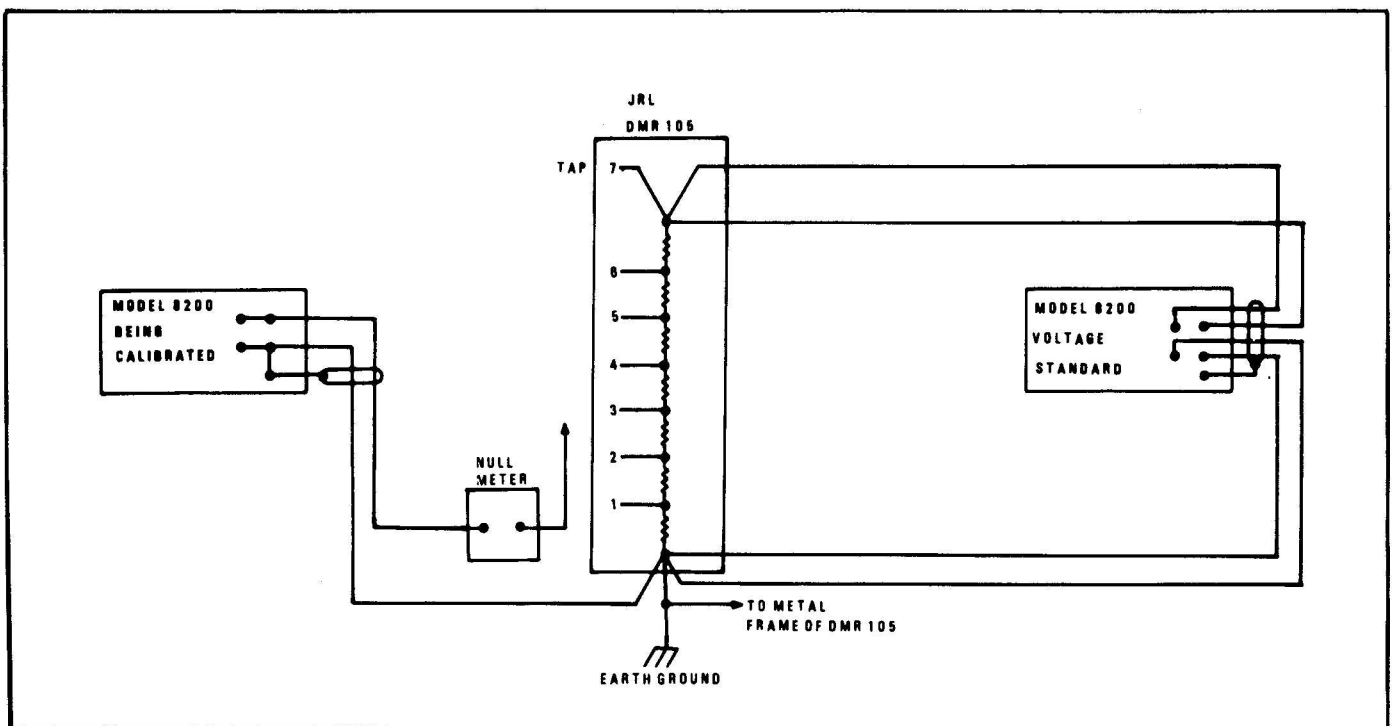 JRL
DMR 105
TAP 7
6
5
4
3
2
1
MODEL 8200
BEING
CALIBRATED
NULL
METER
MODEL 8200
VOLTAGE
STANDARD
TO METAL
FRAME OF DMR 105
EARTH GROUND